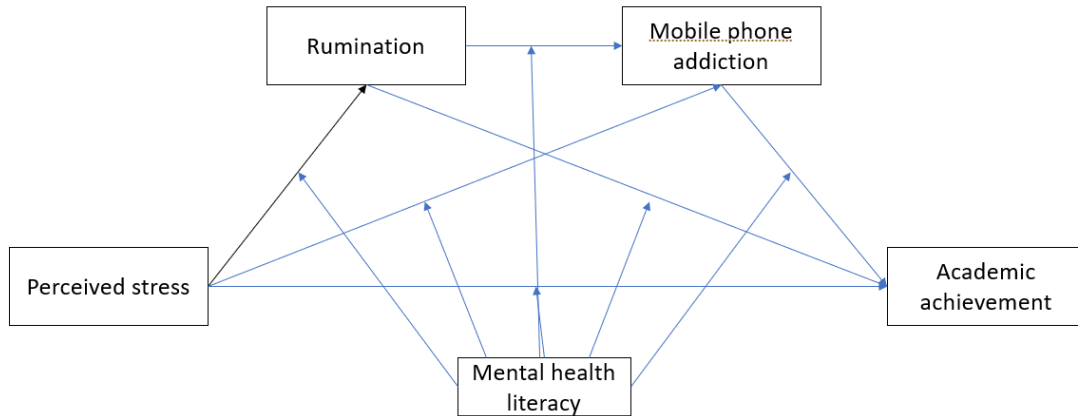 Rumination
Mobile phone
addiction
Perceived stress
Academic
achievement
Mental health
literacy